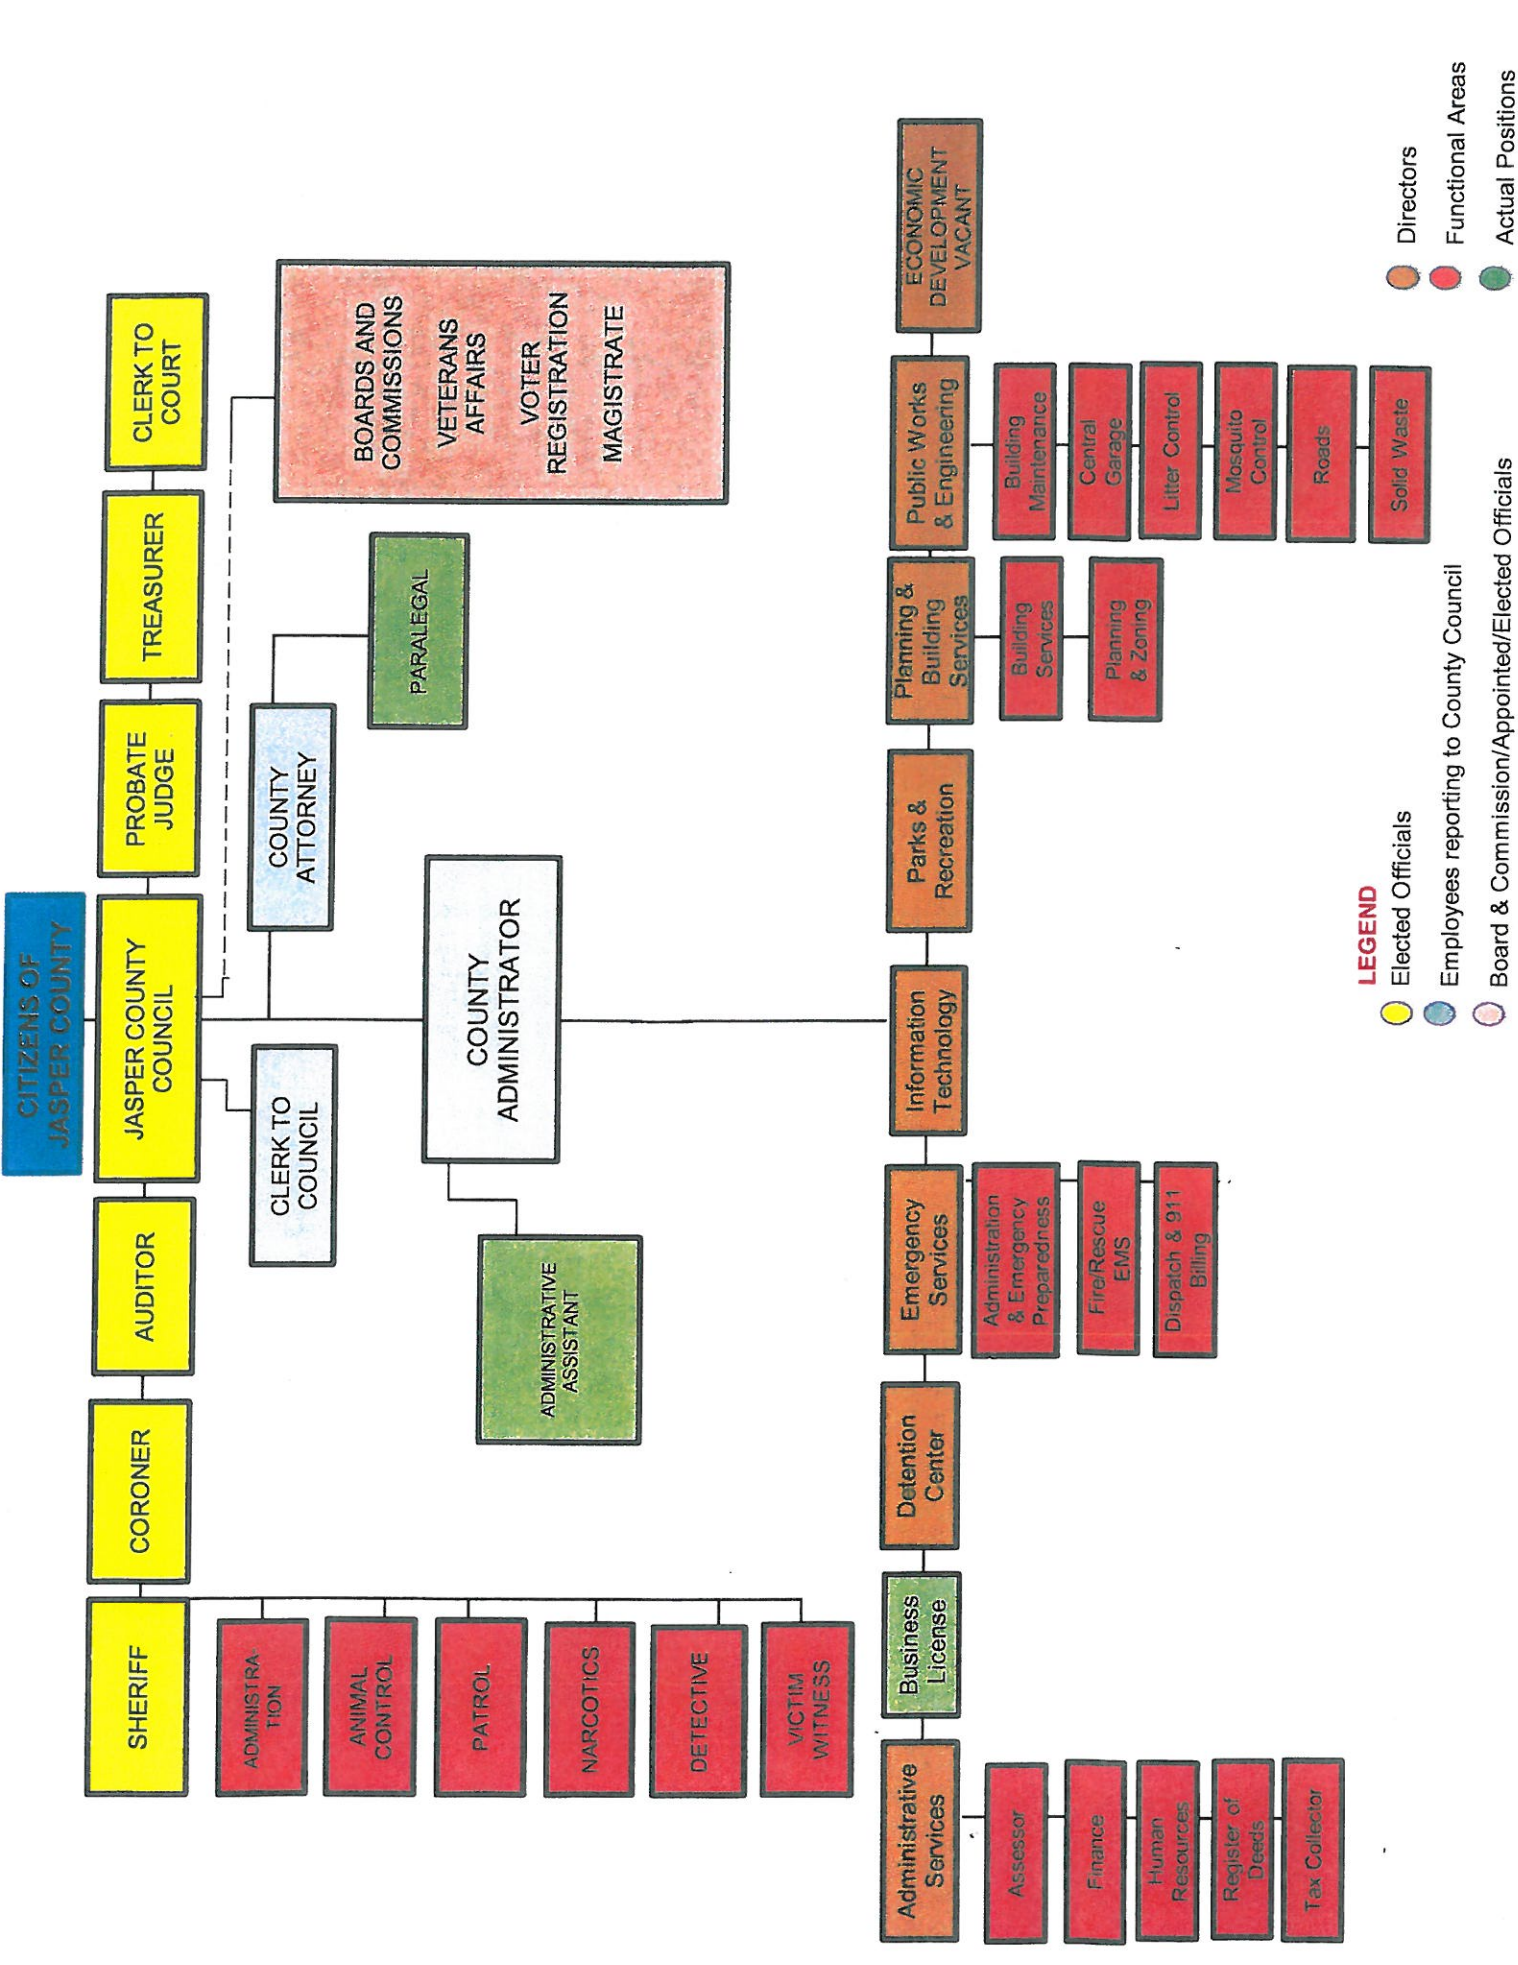 CITIZENS OF
JASPER COUNTY
SHERIFF
CORONER
AUDITOR
JASPER COUNTY
COUNCIL
PROBATE
JUDGE
TREASURER
CLERK TO
COURT
ADMINISTRA-
TION
ANIMAL
CONTROL
PATROL
NARCOTICS
DETECTIVE
VICTIM
WITNESS
CLERK TO
COUNCIL
COUNTY
ATTORNEY
PARALEGAL
BOARDS AND
COMMISSIONS
VETERANS
AFFAIRS
VOTER
REGISTRATION
MAGISTRATE
COUNTY
ADMINISTRATOR
ADMINISTRATIVE
ASSISTANT
Administrative
Services
Assessor
Finance
Human
Resources
Register of
Deeds
Tax Collector
Business
License
Detention
Center
Emergency
Services
Administration
& Emergency
Preparedness
Fire/Rescue
EMS
Dispatch & 911
Billing
Information
Technology
Parks &
Recreation
Planning &
Building
Services
Building
Services
Planning
& Zoning
Public Works
& Engineering
Building
Maintenance
Central
Garage
Litter Control
Mosquito
Control
Roads
Solid Waste
ECONOMIC
DEVELOPMENT
VACANT
LEGEND
Elected Officials
Employees reporting to County Council
Board & Commission/Appointed/Elected Officials
Directors
Functional Areas
Actual Positions